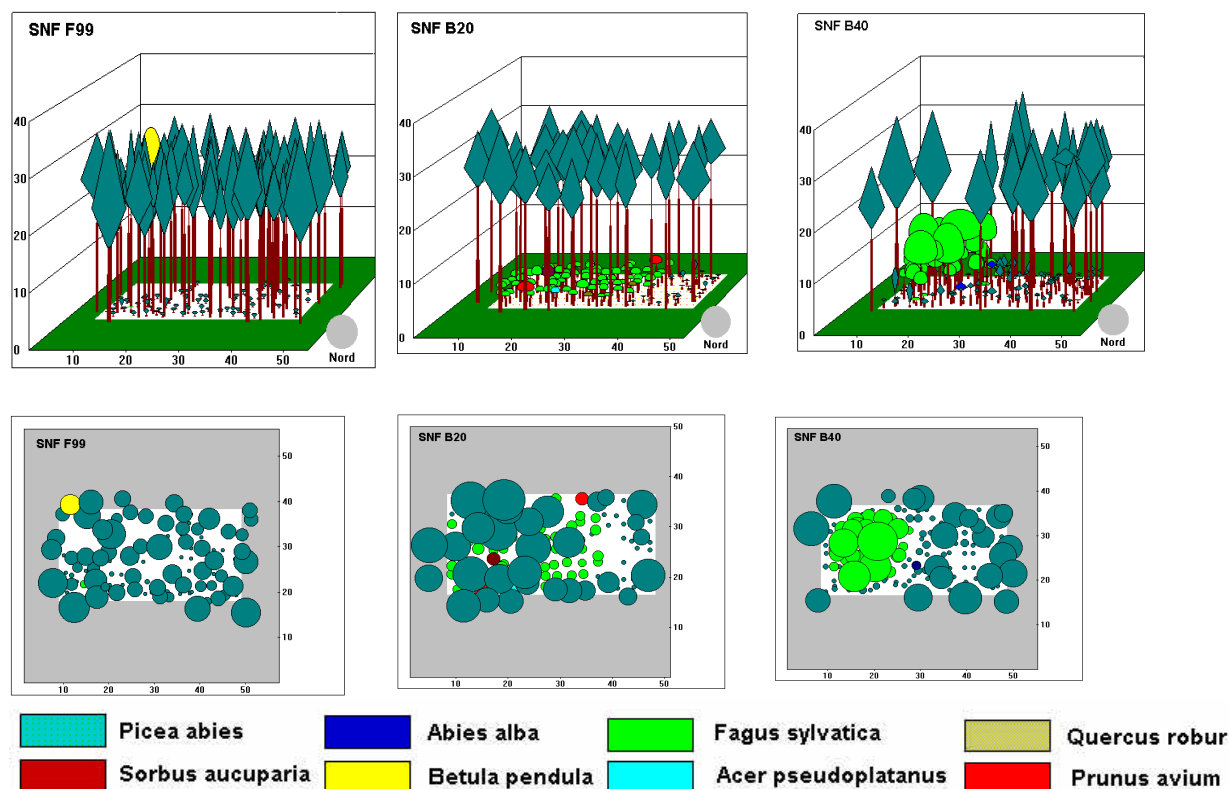 SNF F99
40
30
20
10
0
10 20 30 40 50
Nord
SNF B20
40
30
20
10
0
10 20 30 40 50
Nord
SNF B40
40
30
20
10
0
10 20 30 40 50
Nord
SNF F99
50
40
30
20
10
10 20 30 40 50
SNF B20
50
40
30
20
10
10 20 30 40 50
SNF B40
50
40
30
20
10
10 20 30 40 50
Picea abies Abies alba Fagus sylvatica Quercus robur
Sorbus aucuparia Betula pendula Acer pseudoplatanus Prunus avium